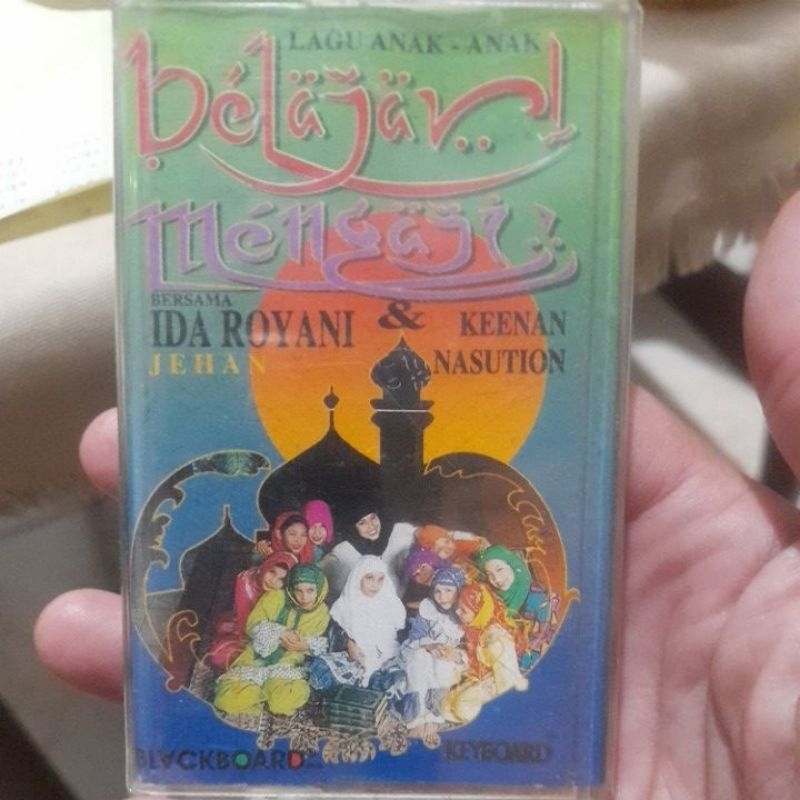 LAGU ANAK - ANAK
Belajar
Mengaji
BERSAMA
IDA ROYANI & KEENAN NASUTION
JEHAN
BLACKBOARD
KEYBOARD